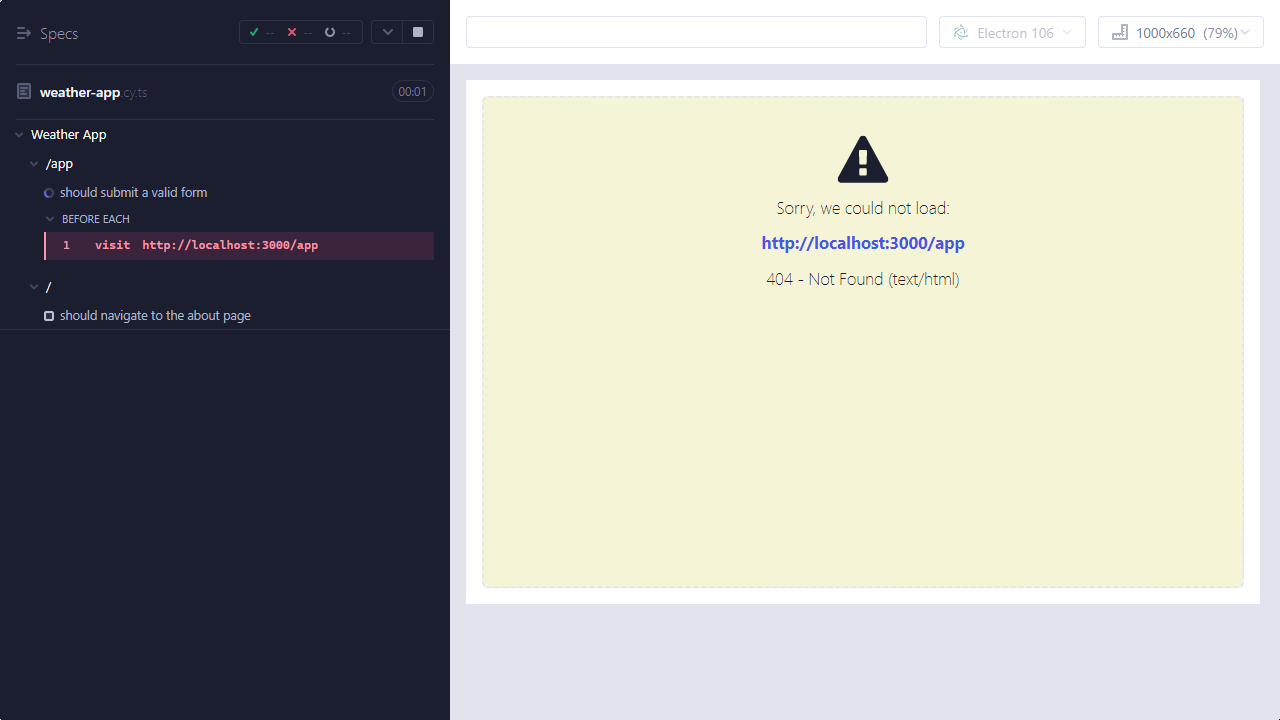 Specs
--
--
--
weather-app.cy.ts
00:01
Weather App
/app
should submit a valid form
BEFORE EACH
1 visit http://localhost:3000/app
/
should navigate to the about page
Electron 106
1000x660 (79%)
Sorry, we could not load:
http://localhost:3000/app
404 - Not Found (text/html)